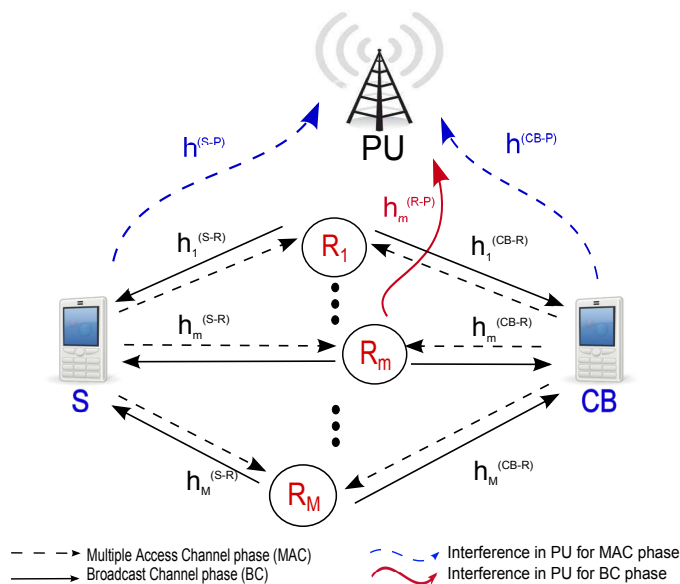 PU
h(S-P)
h(CB-P)
hm(R-P)
h1(S-R)
R1
h1(CB-R)
hm(S-R)
Rm
hm(CB-R)
S
CB
hM(S-R)
RM
hM(CB-R)
Multiple Access Channel phase (MAC)
Interference in PU for MAC phase
Broadcast Channel phase (BC)
Interference in PU for BC phase